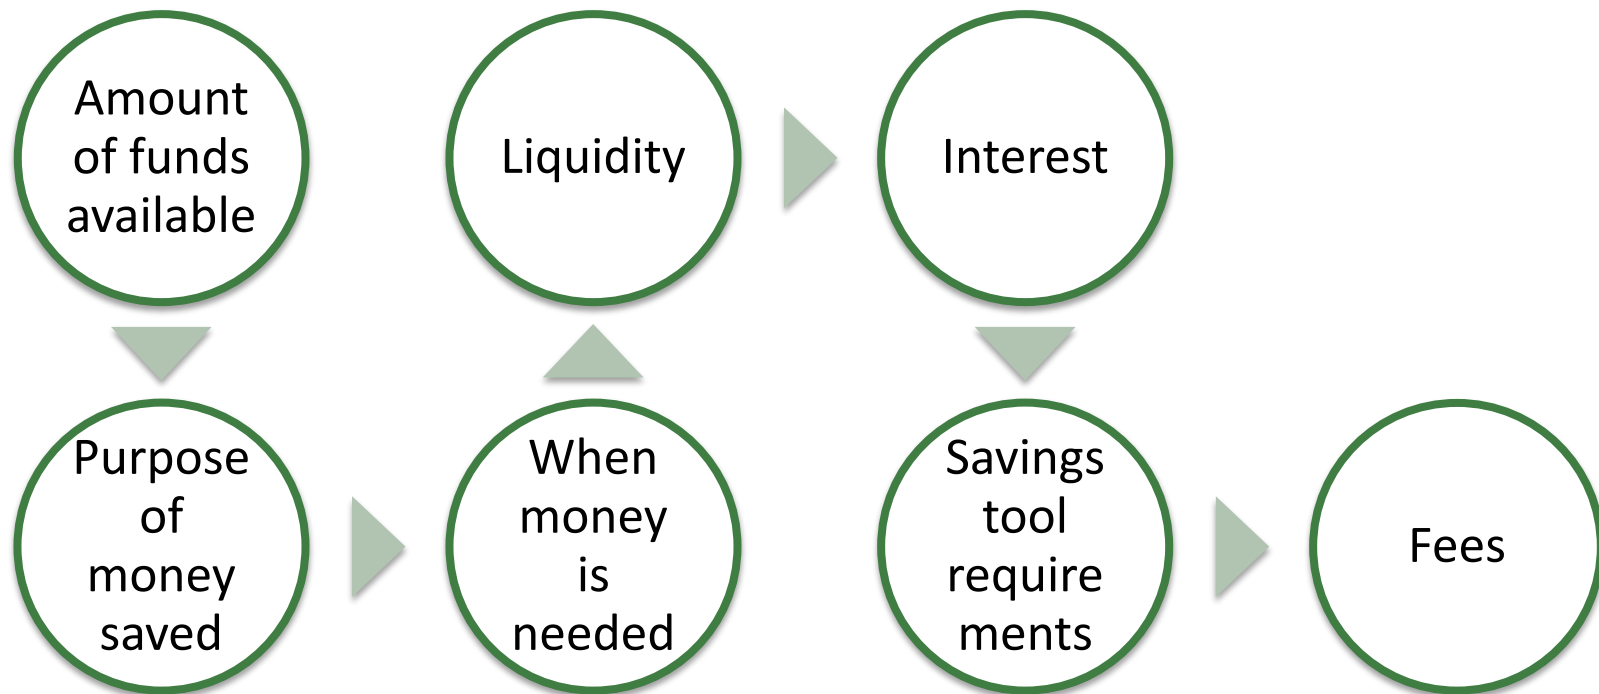 Amount
of funds
available
Purpose
of
money
saved
When
money
is
needed
Liquidity
Interest
Savings
tool
require
ments
Fees